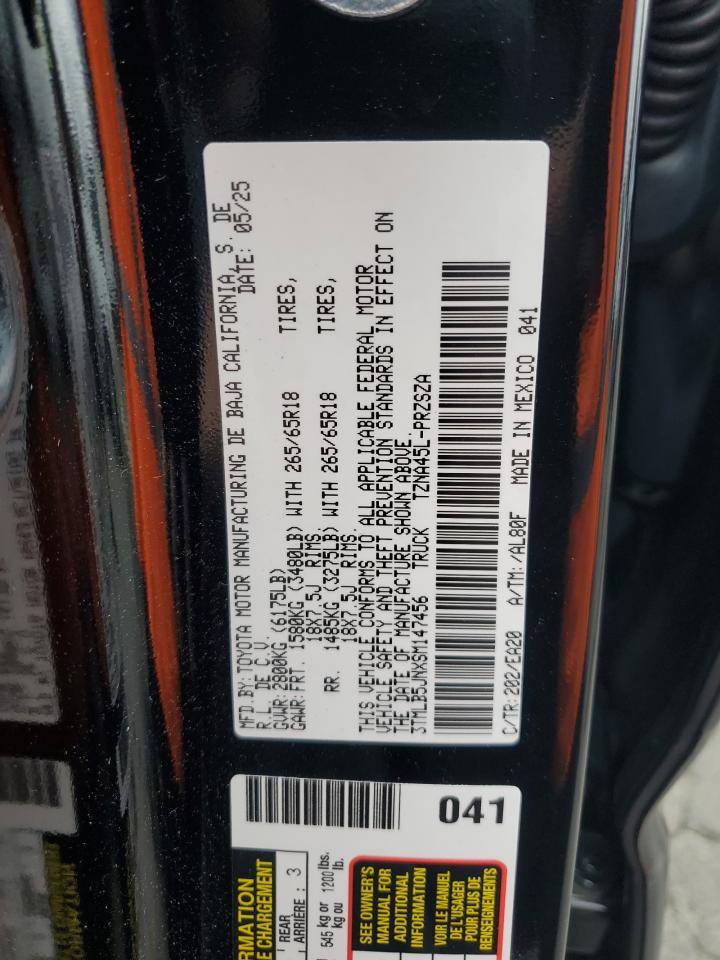 MFD.BY:TOYOTA MOTOR MANUFACTURING DE BAJA CALIFORNIA, S. DE
R.L. DE C.V. DATE: 05/25
GVWR:2800KG (6175LB)
GAWR:FRT. 1580KG (3480LB) WITH 265/65R18 TIRES,
18X7.5J RIMS,
RR. 1485KG (3275LB) WITH 265/65R18 TIRES,
18X7.5J RIMS,
THIS VEHICLE CONFORMS TO ALL APPLICABLE FEDERAL MOTOR
VEHICLE SAFETY AND THEFT PREVENTION STANDARDS IN EFFECT ON
THE DATE OF MANUFACTURE SHOWN ABOVE.
3TMLB5JNXSM147456 TRUCK TZNA45L-PRZSZA
C/TR:202/EA20 A/TM:/AL80F MADE IN MEXICO 041
041
REAR
ARRIÈRE : 3
545 kg or 1200 lbs.
kg ou lb.
SEE OWNER'S
MANUAL FOR
ADDITIONAL
INFORMATION
VOIR LE MANUEL
DE L'USAGER
POUR PLUS DE
RENSEIGNEMENTS